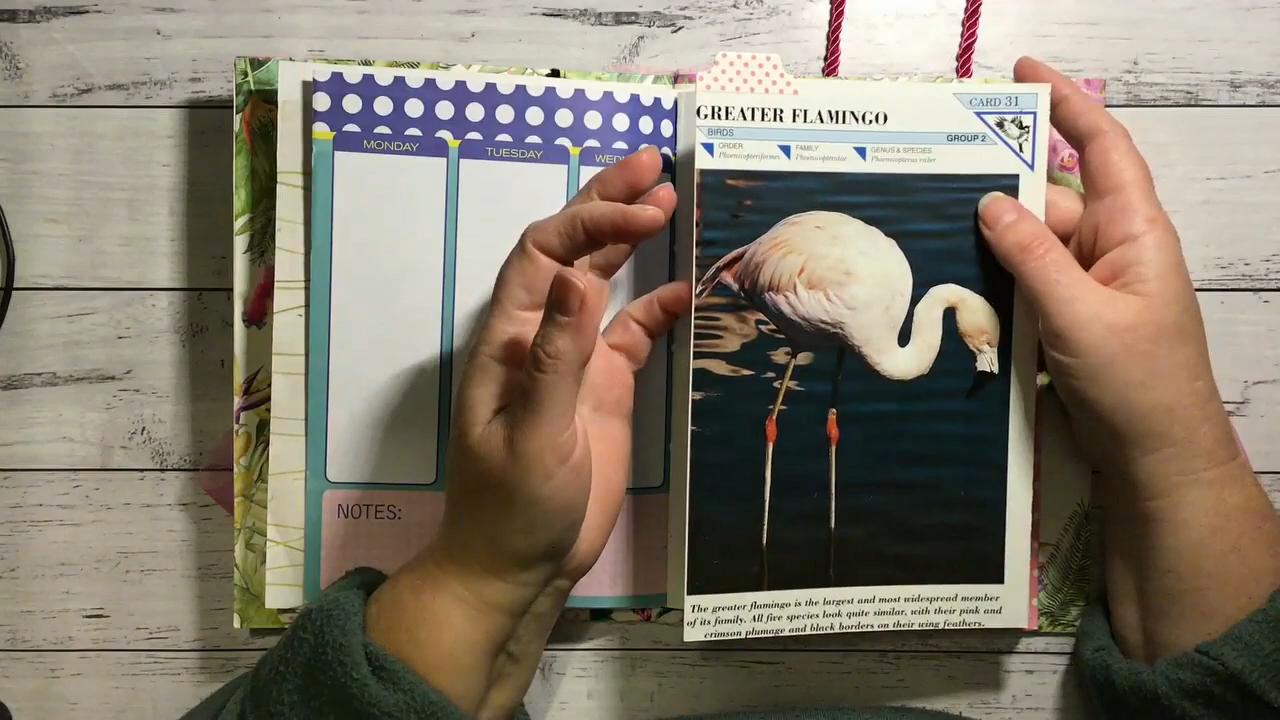 MONDAY
TUESDAY
WED
NOTES:
CARD 31
GREATER FLAMINGO
BIRDS
GROUP 2
ORDER
Phoenicopteriformes
FAMILY
Phoenicopteridae
GENUS & SPECIES
Phoenicopterus ruber
The greater flamingo is the largest and most widespread member
of its family. All five species look quite similar, with their pink and
crimson plumage and black borders on their wing feathers.